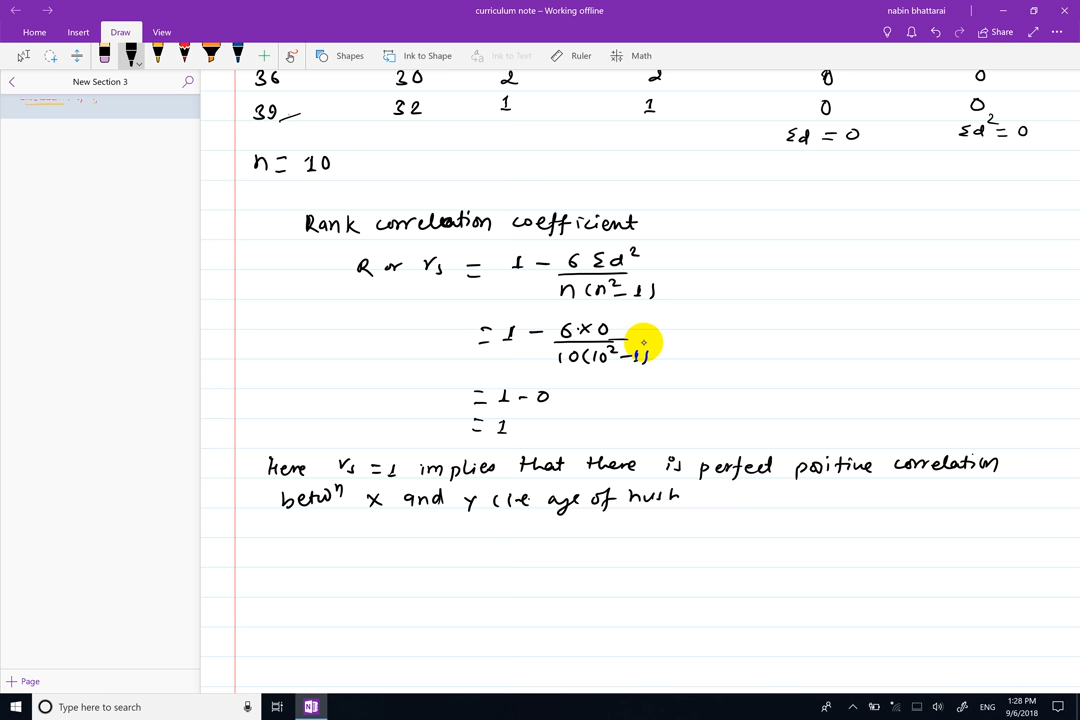 curriculum note – Working offline
nabin bhattarai
Home Insert Draw View
Share
Shapes Ink to Shape Ink to Text Ruler Math
New Section 3
36 30 2 2 0 0
39 32 1 1 0 0
Σd = 0 Σd² = 0
n = 10
Rank correlation coefficient
R or rs = 1 - 6 Σd² / n(n² - 1)
= 1 - 6 × 0 / 10(10² - 1)
= 1 - 0
= 1
Here rs = 1 implies that there is perfect positive correlation
betwn x and y (i.e. age of husb
Page
Type here to search
ENG
1:28 PM
9/6/2018